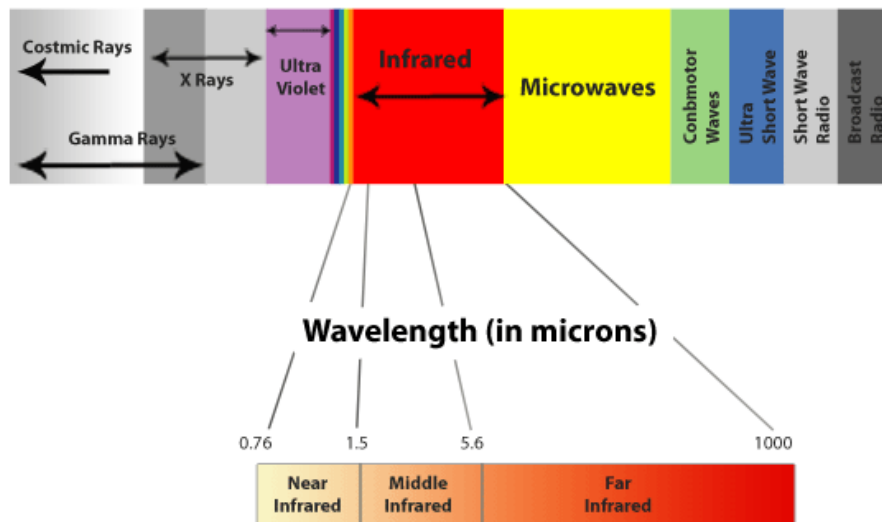 Costmic Rays
X Rays
Gamma Rays
Ultra
Violet
Infrared
Microwaves
Conbmotor
Waves
Ultra
Short Wave
Short Wave
Radio
Broadcast
Radio
Wavelength (in microns)
0.76
1.5
5.6
1000
Near
Infrared
Middle
Infrared
Far
Infrared